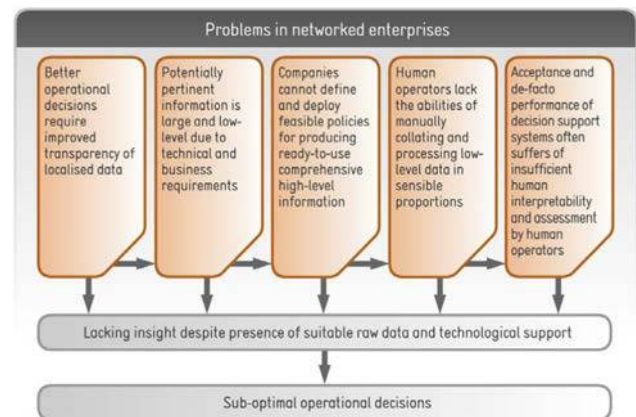 Problems in networked enterprises
Better
operational
decisions
require
improved
transparency of
localised data
Potentially
pertinent
information is
large and low-
level due to
technical and
business
requirements
Companies
cannot define
and deploy
feasible policies
for producing
ready-to-use
comprehensive
high-level
information
Human
operators lack
the abilities of
manually
collating and
processing low-
level data in
sensible
proportions
Acceptance and
de-facto
performance of
decision support
systems often
suffers of
insufficient
human
interpretability
and assessment
by human
operators
Lacking insight despite presence of suitable raw data and technological support
Sub-optimal operational decisions